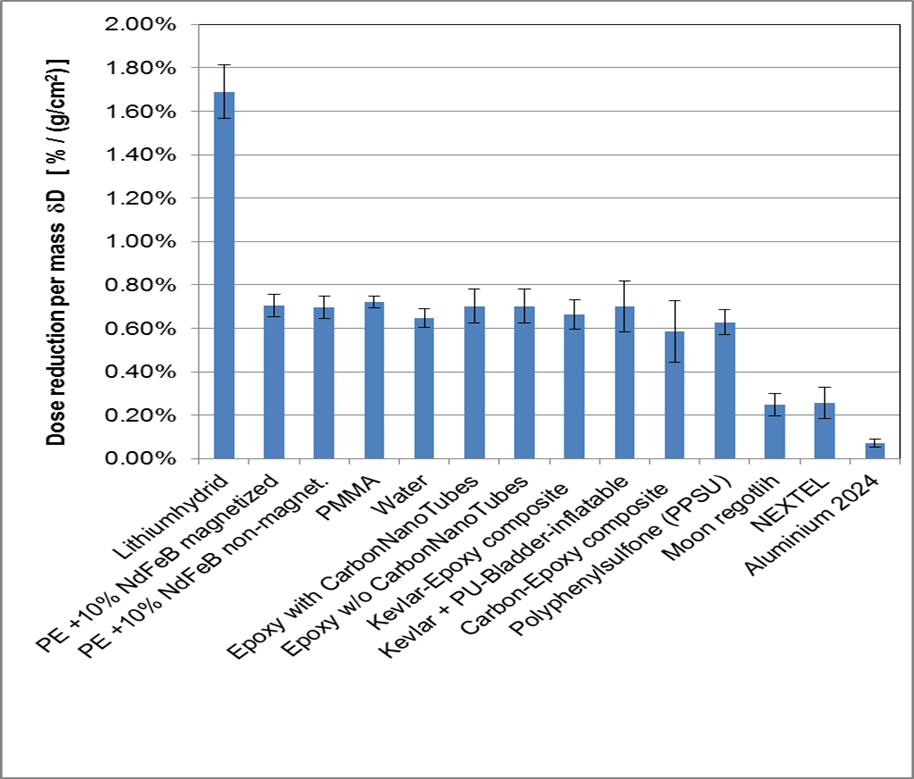 Dose reduction per mass δD [ % / (g/cm²)]
2.00%
1.80%
1.60%
1.40%
1.20%
1.00%
0.80%
0.60%
0.40%
0.20%
0.00%
Lithiumhydrid
PE +10% NdFeB magnetized
PE +10% NdFeB non-magnet.
PMMA
Water
Epoxy with CarbonNanoTubes
Epoxy w/o CarbonNanoTubes
Kevlar-Epoxy composite
Kevlar + PU-Bladder-inflatable
Carbon-Epoxy composite
Polyphenylsulfone (PPSU)
Moon regotlih
NEXTEL
Aluminium 2024